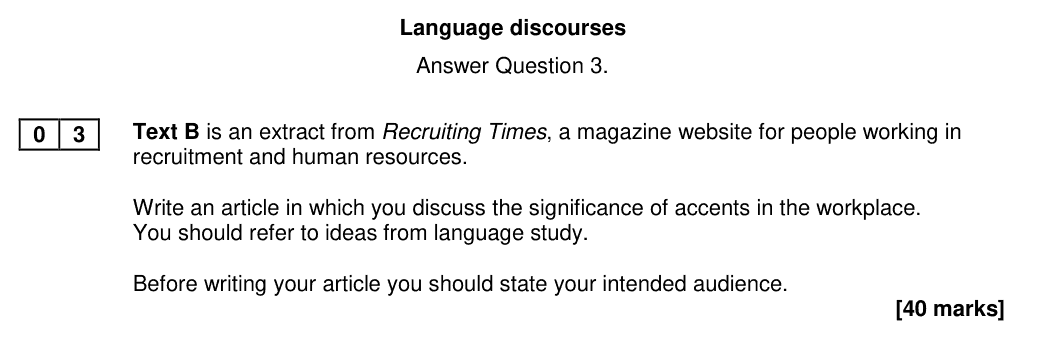 Language discourses
Answer Question 3.
0 3 Text B is an extract from Recruiting Times, a magazine website for people working in
recruitment and human resources.
Write an article in which you discuss the significance of accents in the workplace.
You should refer to ideas from language study.
Before writing your article you should state your intended audience.
[40 marks]